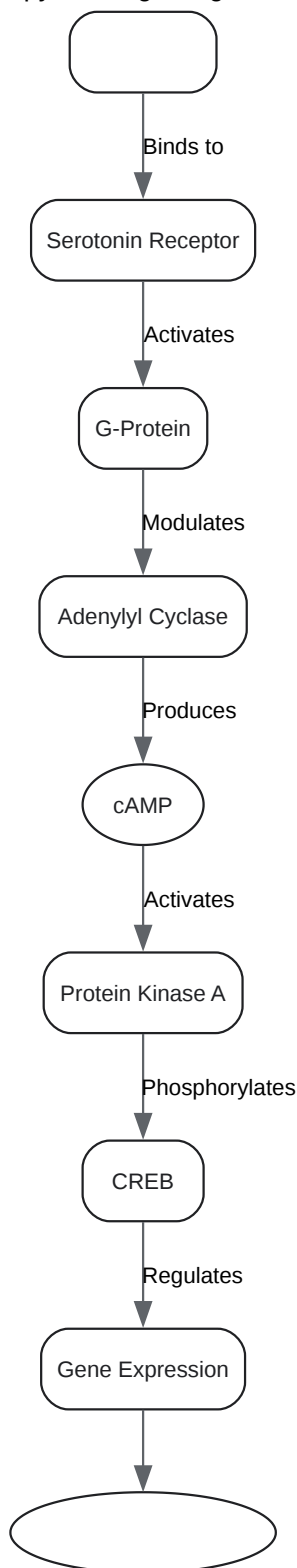 Binds to
Serotonin Receptor
Activates
G-Protein
Modulates
Adenylyl Cyclase
Produces
cAMP
Activates
Protein Kinase A
Phosphorylates
CREB
Regulates
Gene Expression